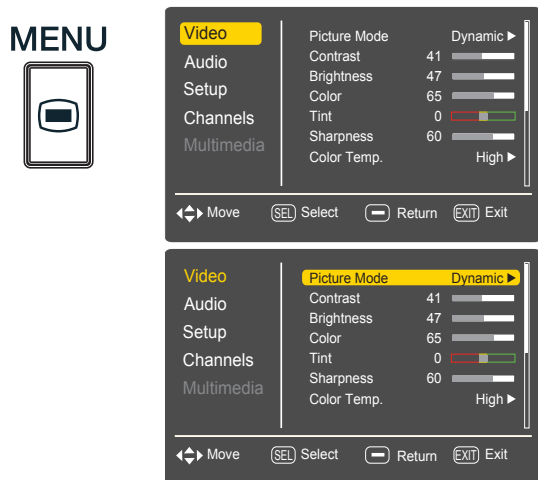 MENU
Video
Audio
Setup
Channels
Multimedia
Picture Mode Dynamic ►
Contrast 41
Brightness 47
Color 65
Tint 0
Sharpness 60
Color Temp. High ►
Move SEL Select Return EXIT Exit
Video
Audio
Setup
Channels
Multimedia
Picture Mode Dynamic ►
Contrast 41
Brightness 47
Color 65
Tint 0
Sharpness 60
Color Temp. High ►
Move SEL Select Return EXIT Exit